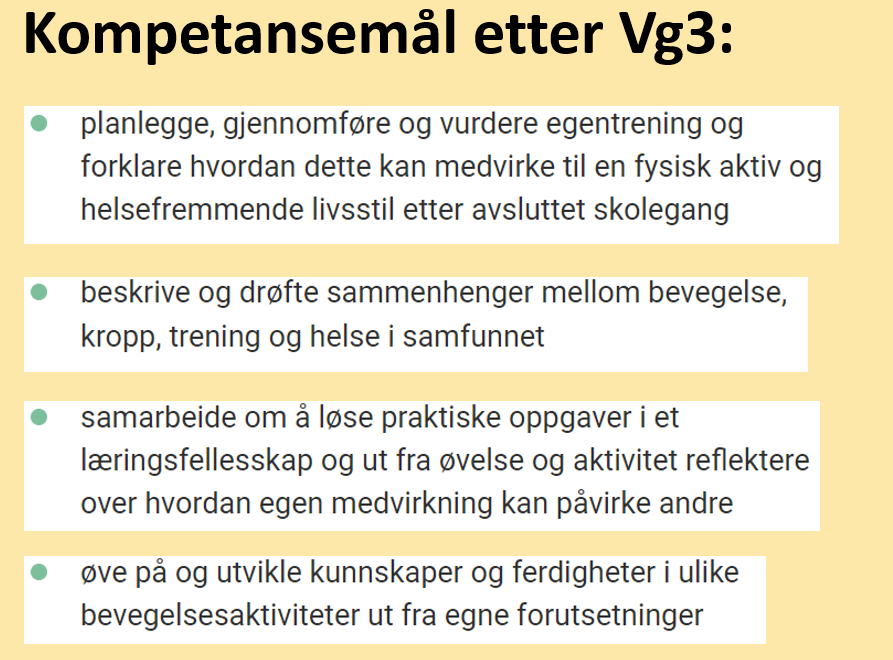 Kompetansemål etter Vg3:
planlegge, gjennomføre og vurdere egentrening og
forklare hvordan dette kan medvirke til en fysisk aktiv og
helsefremmende livsstil etter avsluttet skolegang
beskrive og drøfte sammenhenger mellom bevegelse,
kropp, trening og helse i samfunnet
samarbeide om å løse praktiske oppgaver i et
læringsfellesskap og ut fra øvelse og aktivitet reflektere
over hvordan egen medvirkning kan påvirke andre
øve på og utvikle kunnskaper og ferdigheter i ulike
bevegelsesaktiviteter ut fra egne forutsetninger